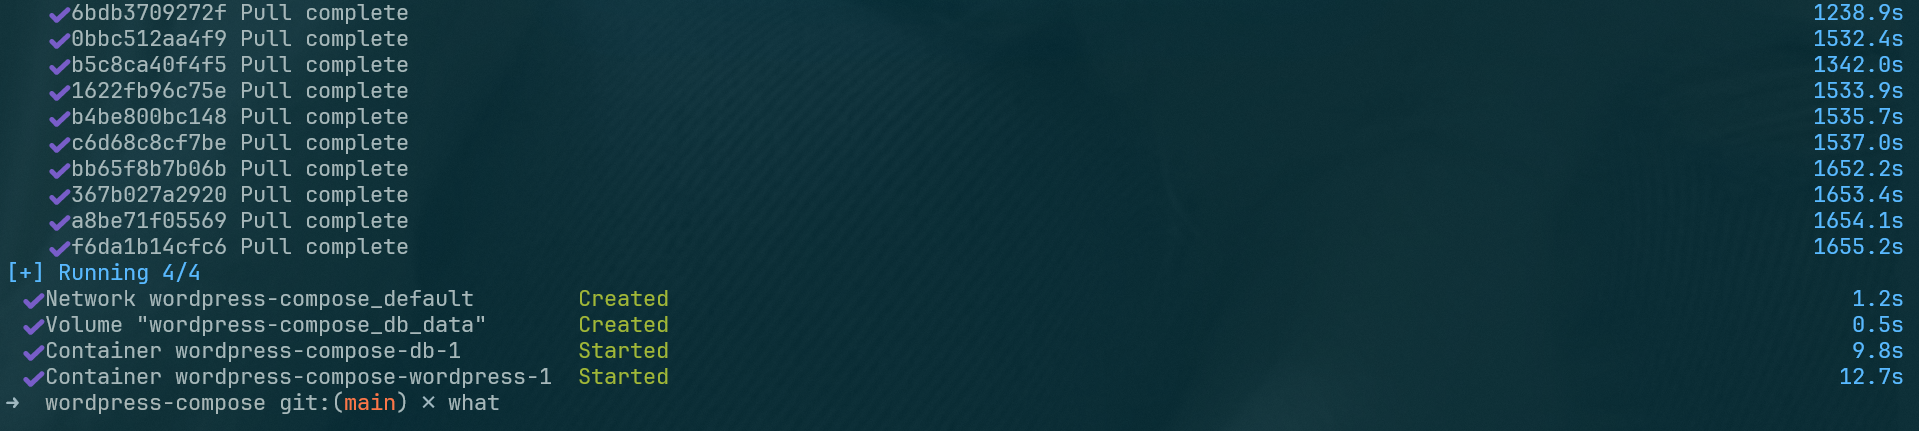 ✔6bdb3709272f Pull complete 1238.9s
✔0bbc512aa4f9 Pull complete 1532.4s
✔b5c8ca40f4f5 Pull complete 1342.0s
✔1622fb96c75e Pull complete 1533.9s
✔b4be800bc148 Pull complete 1535.7s
✔c6d68c8cf7be Pull complete 1537.0s
✔bb65f8b7b06b Pull complete 1652.2s
✔367b027a2920 Pull complete 1653.4s
✔a8be71f05569 Pull complete 1654.1s
✔f6da1b14cfc6 Pull complete 1655.2s
[+] Running 4/4
✔Network wordpress-compose_default Created 1.2s
✔Volume "wordpress-compose_db_data" Created 0.5s
✔Container wordpress-compose-db-1 Started 9.8s
✔Container wordpress-compose-wordpress-1 Started 12.7s
→ wordpress-compose git:(main) × what